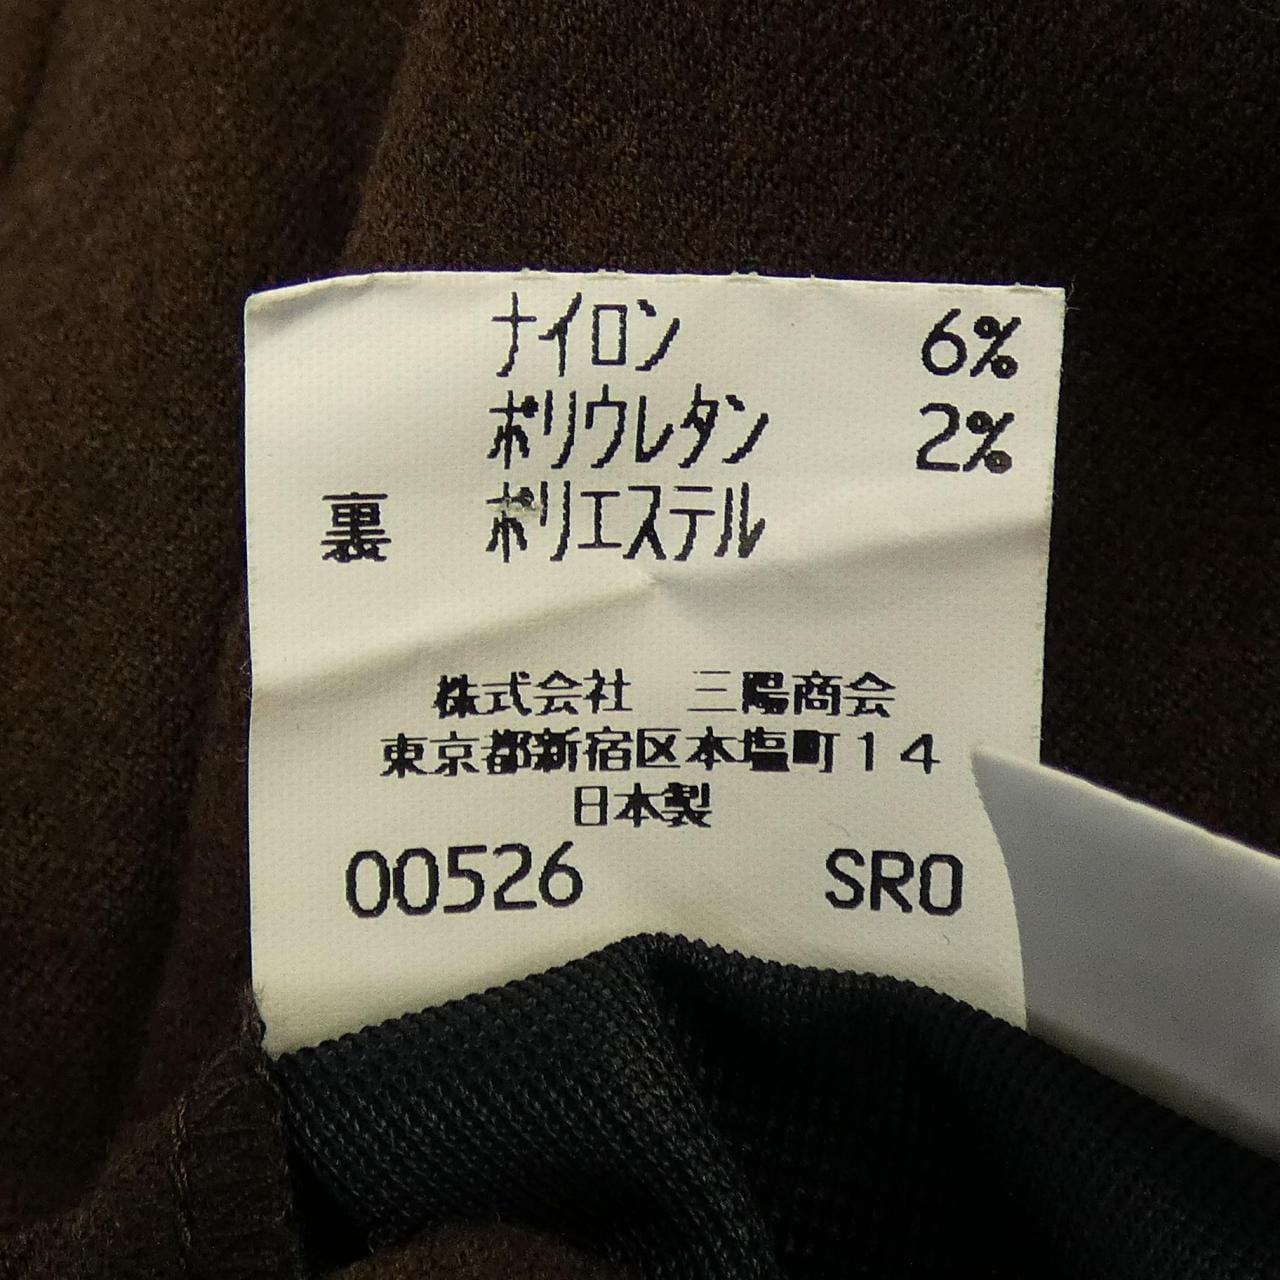 ナイロン 6%
ポリウレタン 2%
裏 ポリエステル
株式会社 三陽商会
東京都新宿区本塩町14
日本製
00526 SRO